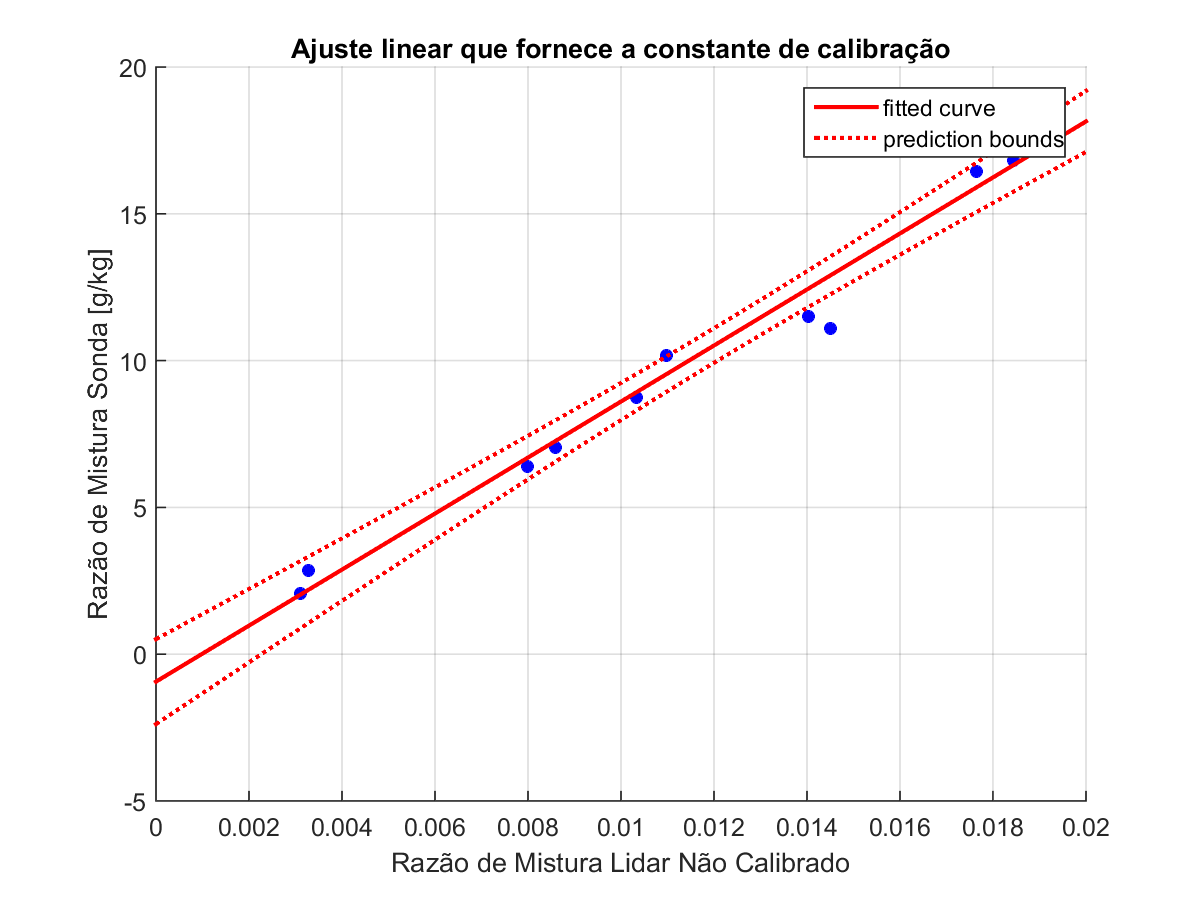 Ajuste linear que fornece a constante de calibração
fitted curve
prediction bounds
Razão de Mistura Sonda [g/kg]
20
15
10
5
0
-5
0 0.002 0.004 0.006 0.008 0.01 0.012 0.014 0.016 0.018 0.02
Razão de Mistura Lidar Não Calibrado